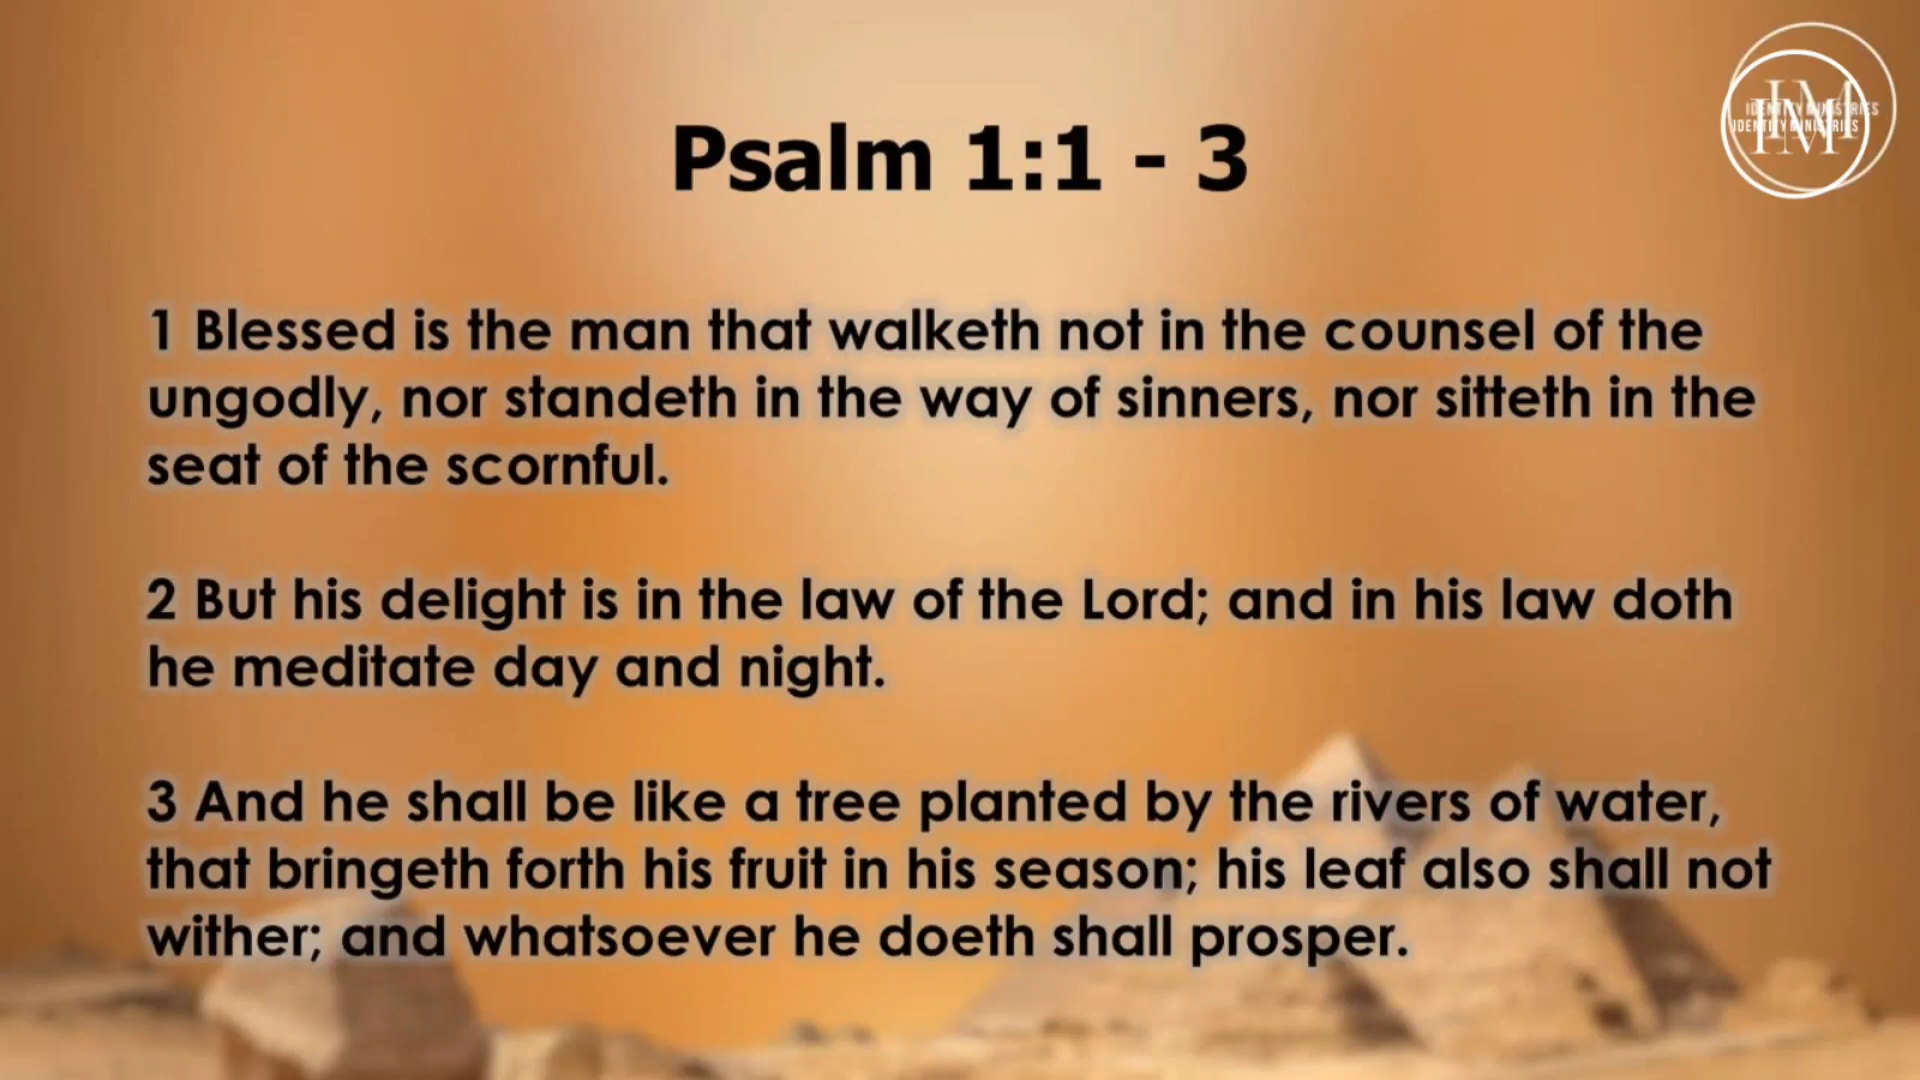 IDENTITY MINISTRIES
IDENTITY MINISTRIES
Psalm 1:1 - 3
1 Blessed is the man that walketh not in the counsel of the
ungodly, nor standeth in the way of sinners, nor sitteth in the
seat of the scornful.
2 But his delight is in the law of the Lord; and in his law doth
he meditate day and night.
3 And he shall be like a tree planted by the rivers of water,
that bringeth forth his fruit in his season; his leaf also shall not
wither; and whatsoever he doeth shall prosper.